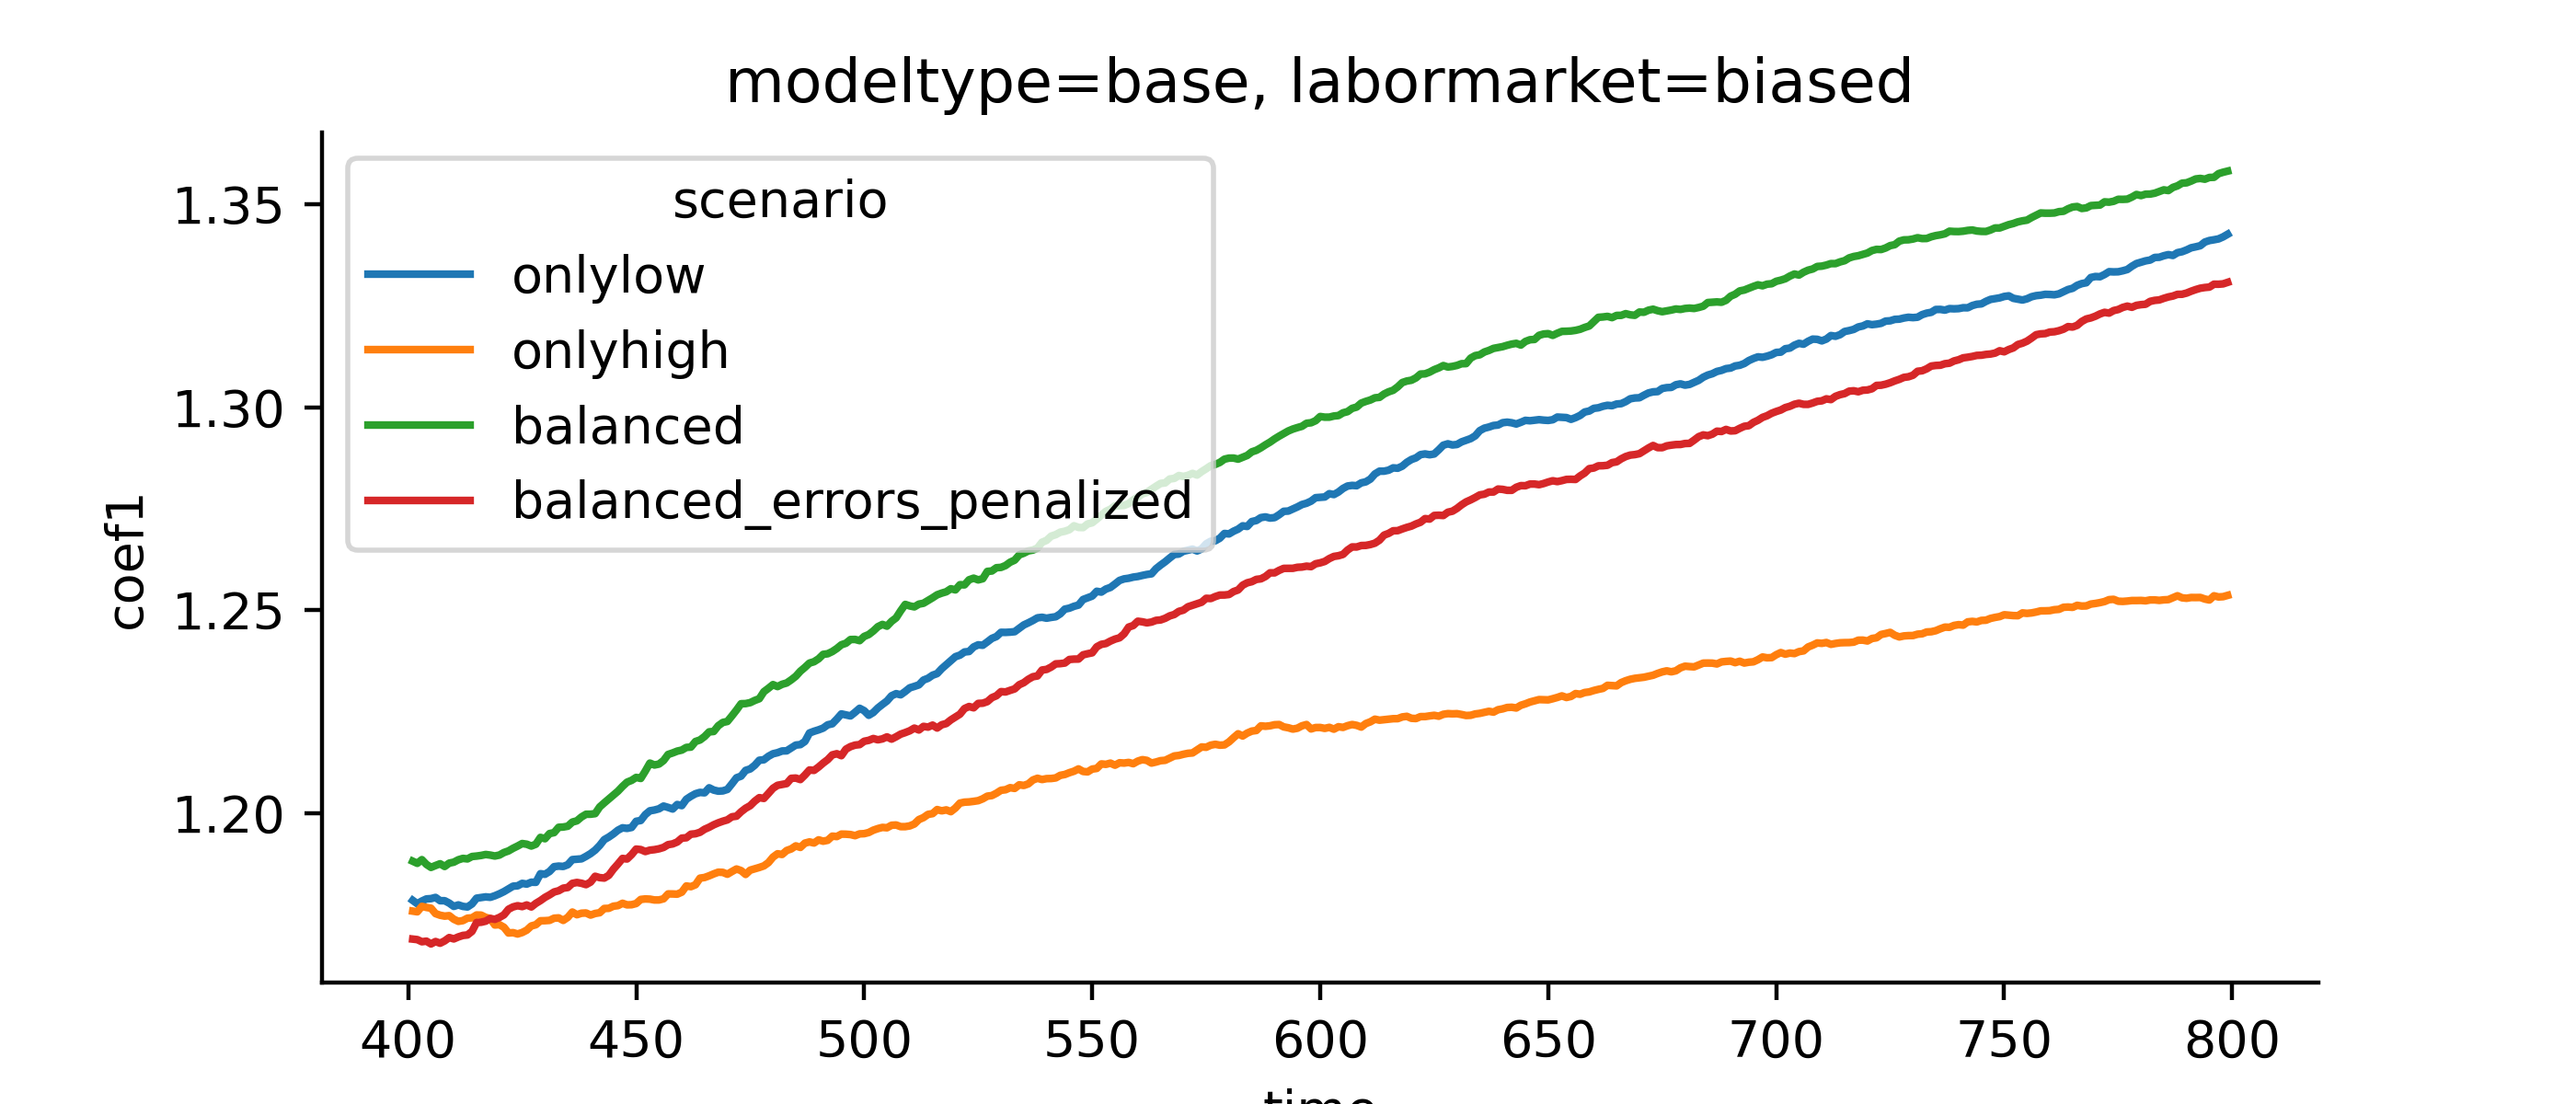 modeltype=base, labormarket=biased
scenario
onlylow
onlyhigh
balanced
balanced_errors_penalized
coef1
1.35
1.30
1.25
1.20
400 450 500 550 600 650 700 750 800